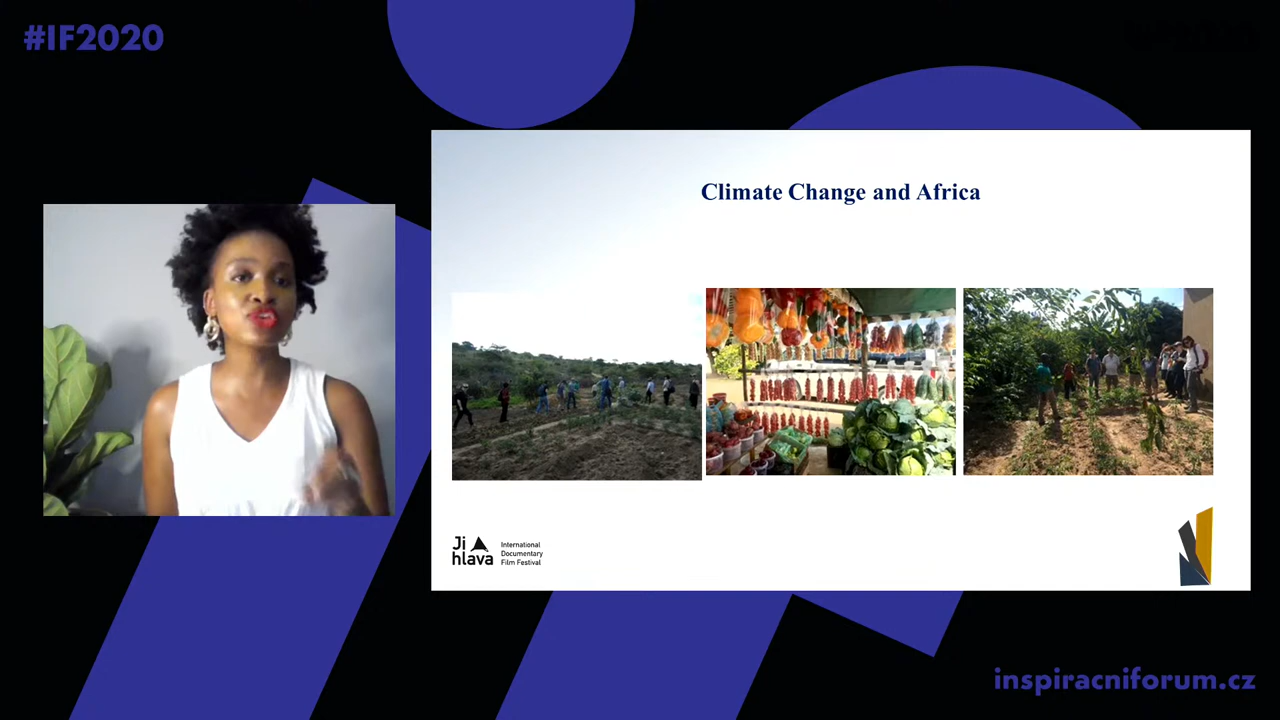 #IF2020
Climate Change and Africa
Ji
hlava
International
Documentary
Film Festival
inspiracniforum.cz